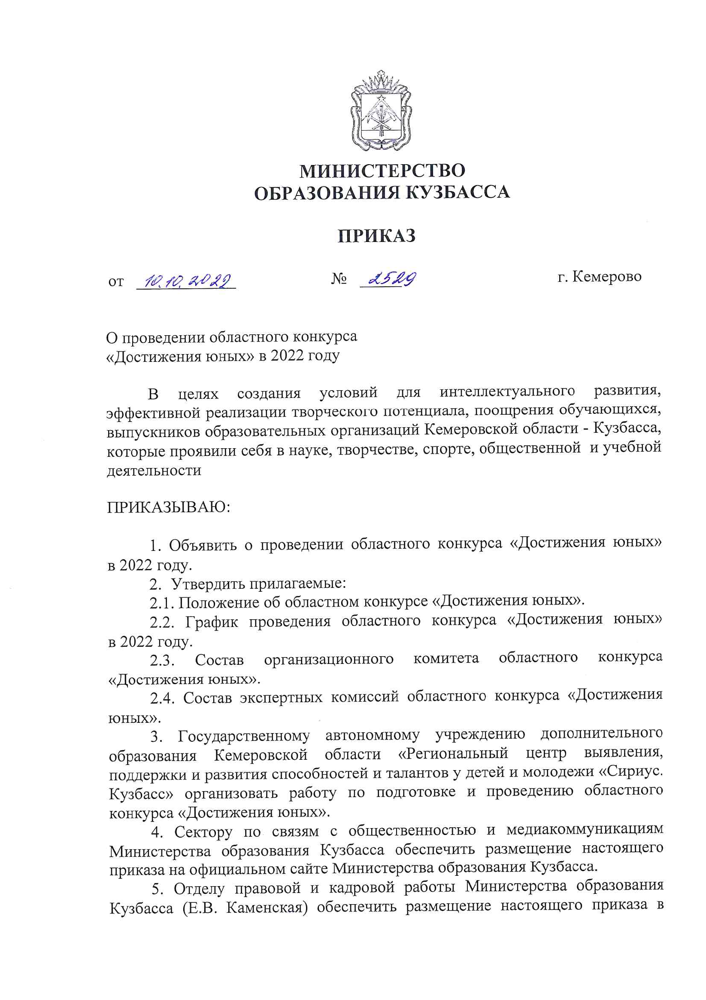 МИНИСТЕРСТВО
ОБРАЗОВАНИЯ КУЗБАССА
ПРИКАЗ
от 10.10.2022 № 2529 г. Кемерово
О проведении областного конкурса
«Достижения юных» в 2022 году
В целях создания условий для интеллектуального развития,
эффективной реализации творческого потенциала, поощрения обучающихся,
выпускников образовательных организаций Кемеровской области - Кузбасса,
которые проявили себя в науке, творчестве, спорте, общественной и учебной
деятельности
ПРИКАЗЫВАЮ:
1. Объявить о проведении областного конкурса «Достижения юных»
в 2022 году.
2. Утвердить прилагаемые:
2.1. Положение об областном конкурсе «Достижения юных».
2.2. График проведения областного конкурса «Достижения юных»
в 2022 году.
2.3. Состав организационного комитета областного конкурса
«Достижения юных».
2.4. Состав экспертных комиссий областного конкурса «Достижения
юных».
3. Государственному автономному учреждению дополнительного
образования Кемеровской области «Региональный центр выявления,
поддержки и развития способностей и талантов у детей и молодежи «Сириус.
Кузбасс» организовать работу по подготовке и проведению областного
конкурса «Достижения юных».
4. Сектору по связям с общественностью и медиакоммуникациям
Министерства образования Кузбасса обеспечить размещение настоящего
приказа на официальном сайте Министерства образования Кузбасса.
5. Отделу правовой и кадровой работы Министерства образования
Кузбасса (Е.В. Каменская) обеспечить размещение настоящего приказа в